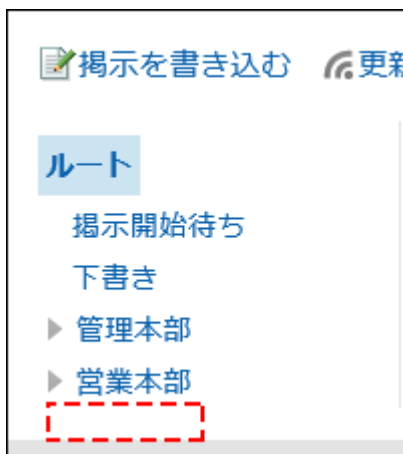 掲示を書き込む 更新
ルート
掲示開始待ち
下書き
管理本部
営業本部